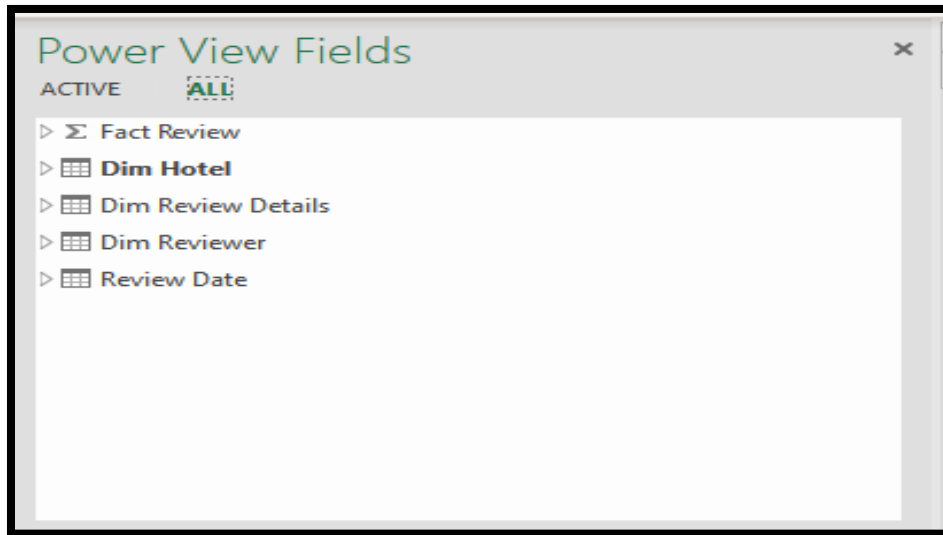 Power View Fields
ACTIVE ALL
Σ Fact Review
Dim Hotel
Dim Review Details
Dim Reviewer
Review Date